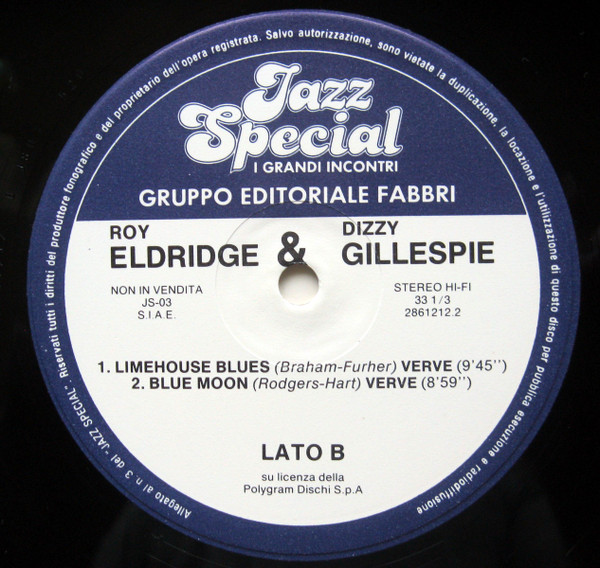 Allegato al n. 3 del "JAZZ SPECIAL". Riservati tutti i diritti del produttore fonografico e del proprietario dell'opera registrata. Salvo autorizzazione, sono vietate la duplicazione, la locazione e l'utilizzazione di questo disco per pubblica esecuzione e radiodiffusione
Jazz
Special
I GRANDI INCONTRI
GRUPPO EDITORIALE FABBRI
ROY
ELDRIDGE & DIZZY
GILLESPIE
NON IN VENDITA
JS-03
S.I.A.E.
STEREO HI-FI
33 1/3
2861212.2
1. LIMEHOUSE BLUES (Braham-Furher) VERVE (9'45'')
2. BLUE MOON (Rodgers-Hart) VERVE (8'59'')
LATO B
su licenza della
Polygram Dischi S.p.A